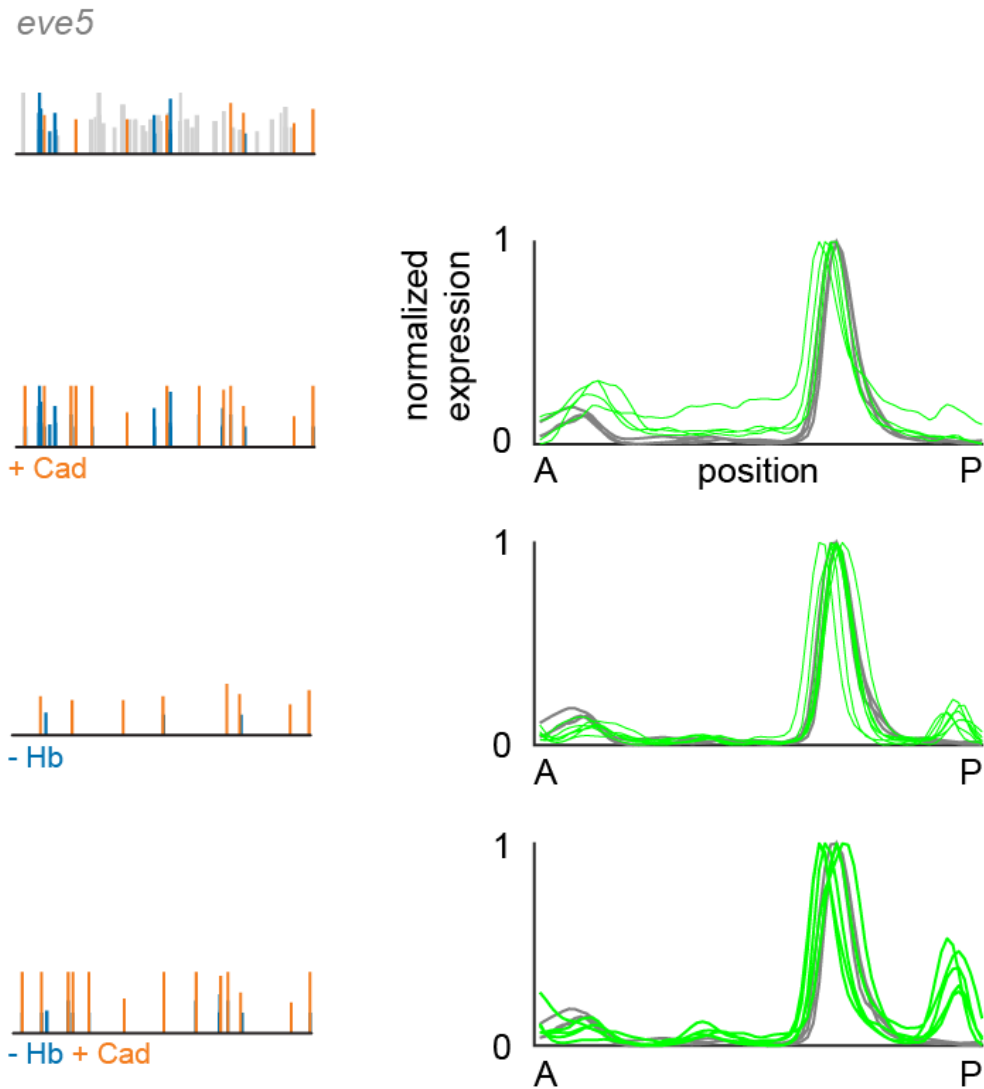 eve5
normalized
expression
1
0
A
position
P
+ Cad
1
0
A
P
- Hb
1
0
A
P
- Hb + Cad